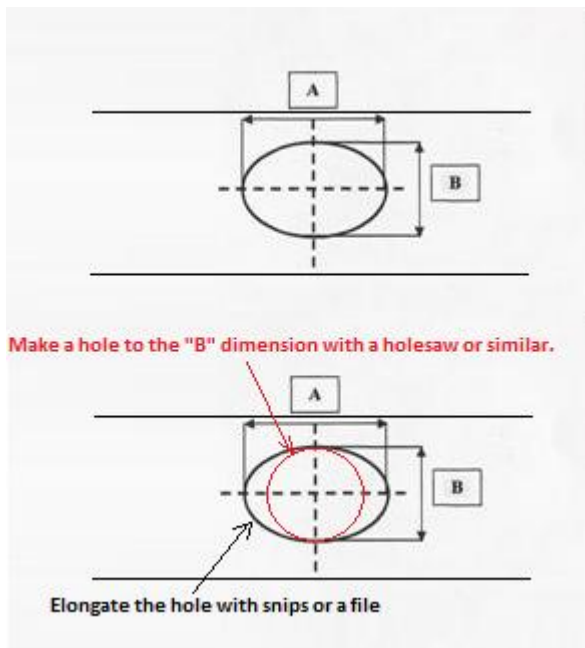 A
B
Make a hole to the "B" dimension with a holesaw or similar.
A
B
Elongate the hole with snips or a file